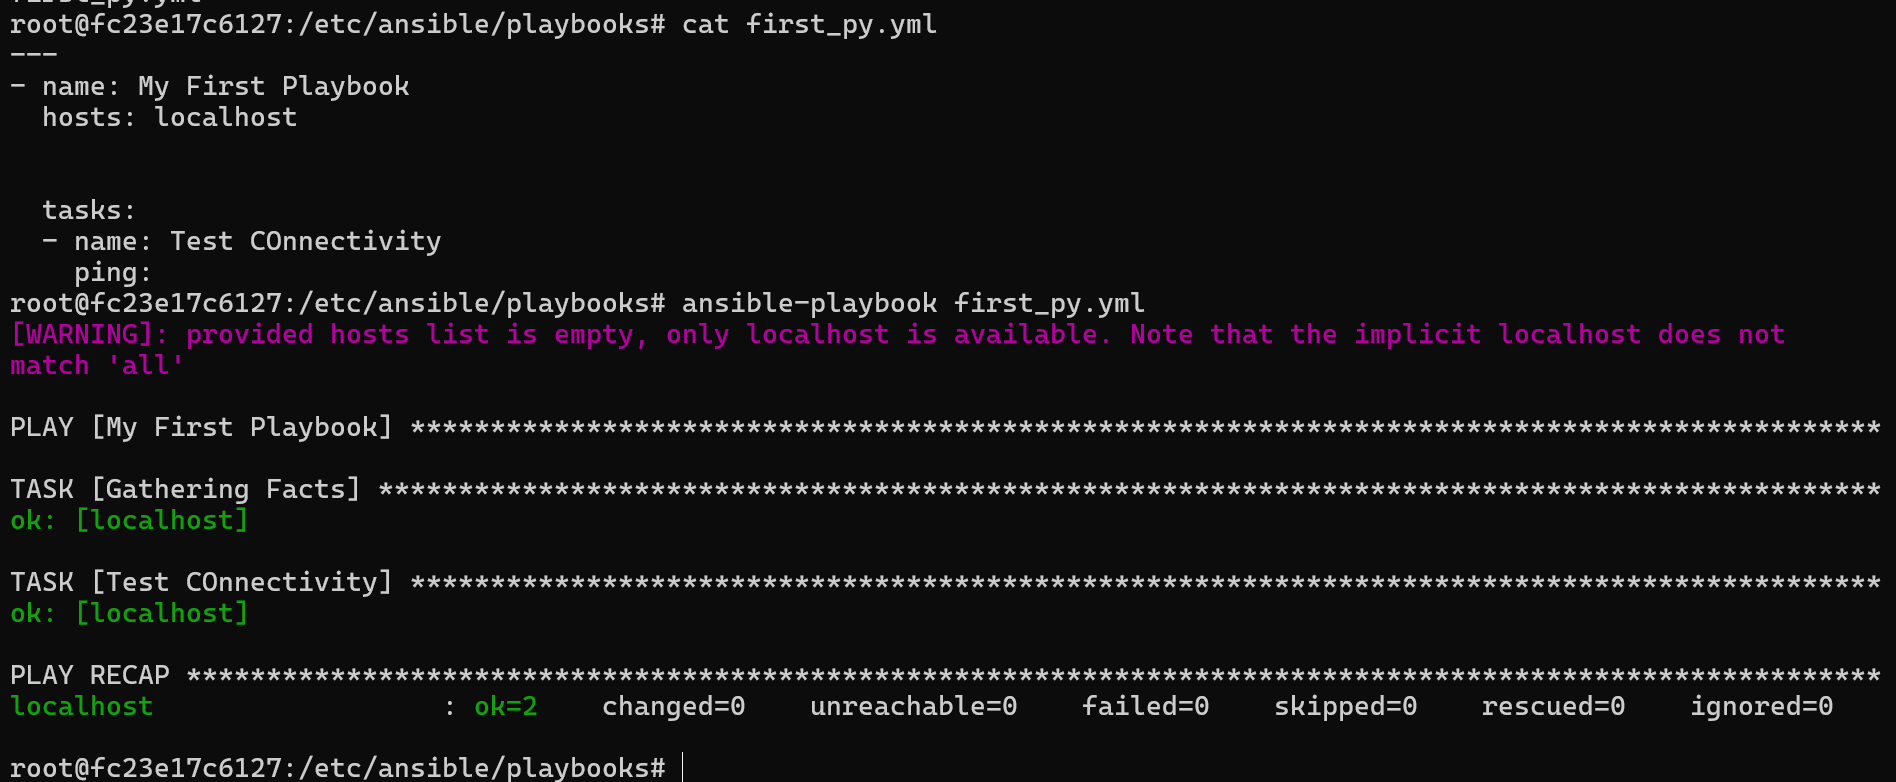 first_py.yml
root@fc23e17c6127:/etc/ansible/playbooks# cat first_py.yml
---
- name: My First Playbook
  hosts: localhost
  tasks:
  - name: Test COnnectivity
    ping:
root@fc23e17c6127:/etc/ansible/playbooks# ansible-playbook first_py.yml
[WARNING]: provided hosts list is empty, only localhost is available. Note that the implicit localhost does not
match 'all'
PLAY [My First Playbook] ********************************************************************************************
TASK [Gathering Facts] **********************************************************************************************
ok: [localhost]
TASK [Test COnnectivity] ********************************************************************************************
ok: [localhost]
PLAY RECAP **********************************************************************************************************
localhost                  : ok=2    changed=0    unreachable=0    failed=0    skipped=0    rescued=0    ignored=0
root@fc23e17c6127:/etc/ansible/playbooks#